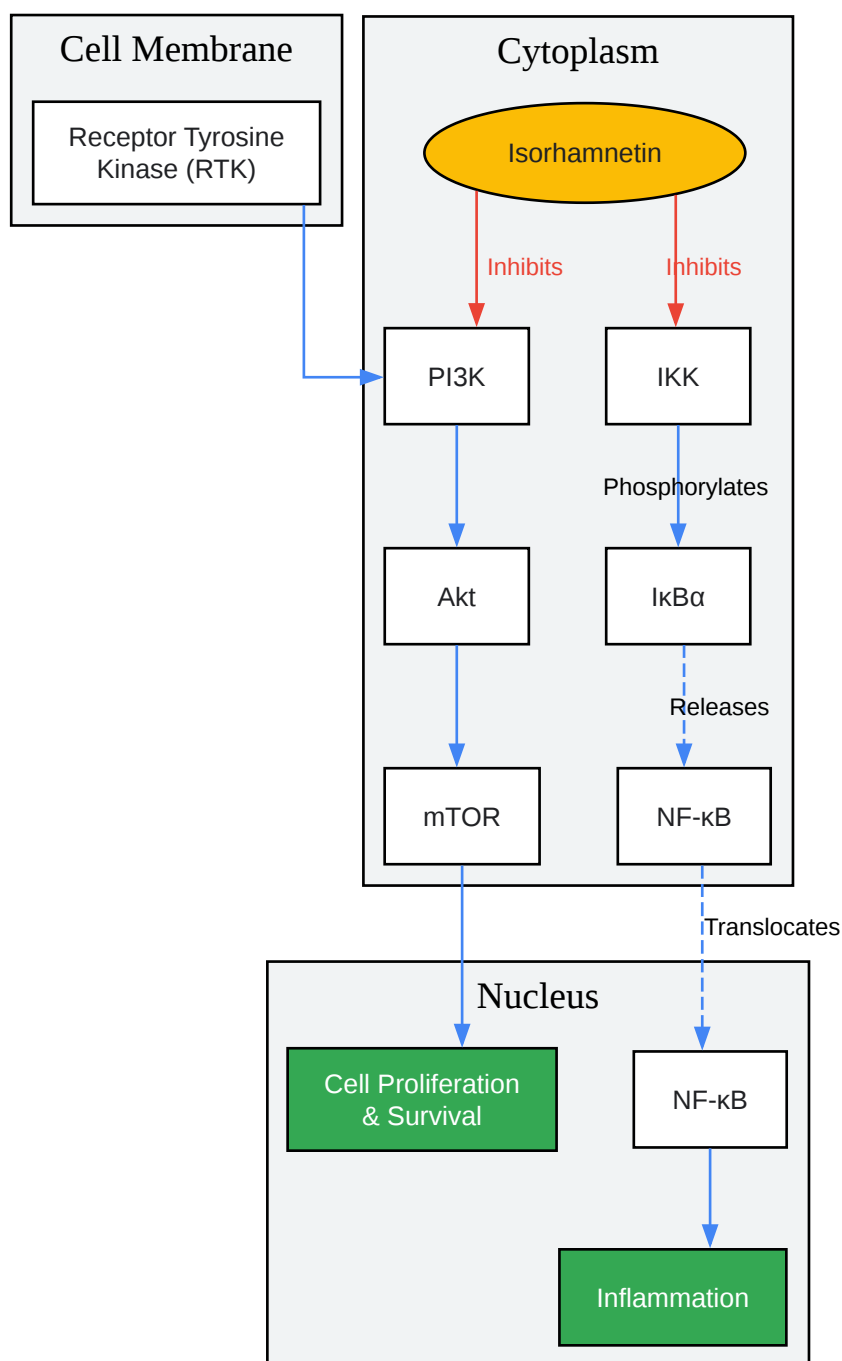 Cell Membrane
Receptor Tyrosine
Kinase (RTK)
Cytoplasm
Isorhamnetin
Inhibits
Inhibits
PI3K
IKK
Phosphorylates
Akt
IκBα
Releases
mTOR
NF-κB
Translocates
Nucleus
Cell Proliferation
& Survival
NF-κB
Inflammation